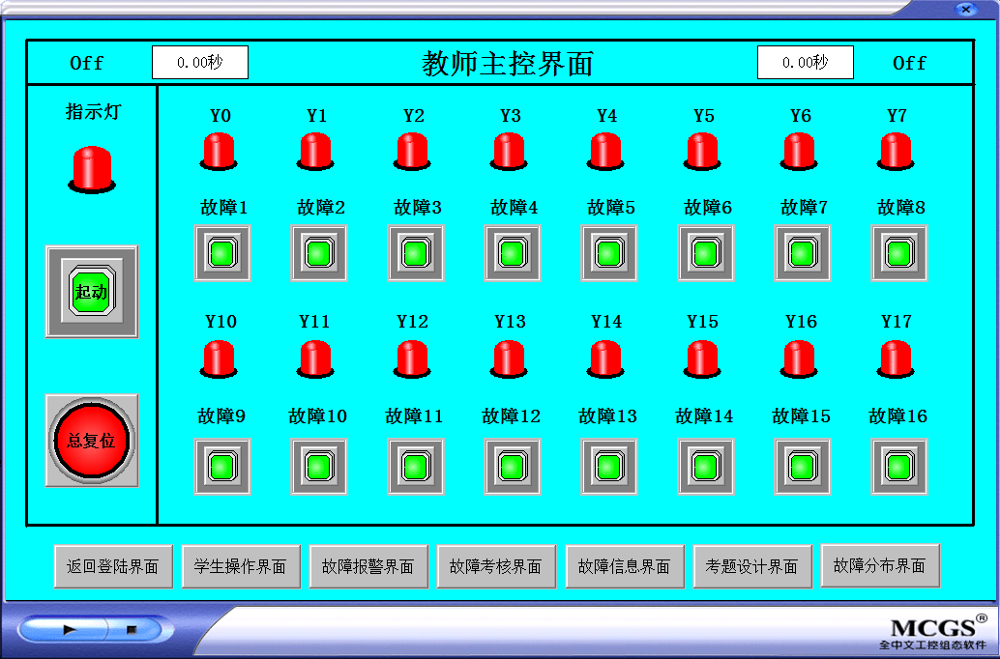 Off 0.00秒 教师主控界面 0.00秒 Off
指示灯
Y0 Y1 Y2 Y3 Y4 Y5 Y6 Y7
故障1 故障2 故障3 故障4 故障5 故障6 故障7 故障8
起动
Y10 Y11 Y12 Y13 Y14 Y15 Y16 Y17
故障9 故障10 故障11 故障12 故障13 故障14 故障15 故障16
总复位
返回登陆界面 学生操作界面 故障报警界面 故障考核界面 故障信息界面 考题设计界面 故障分布界面
MCGS®
全中文工控组态软件